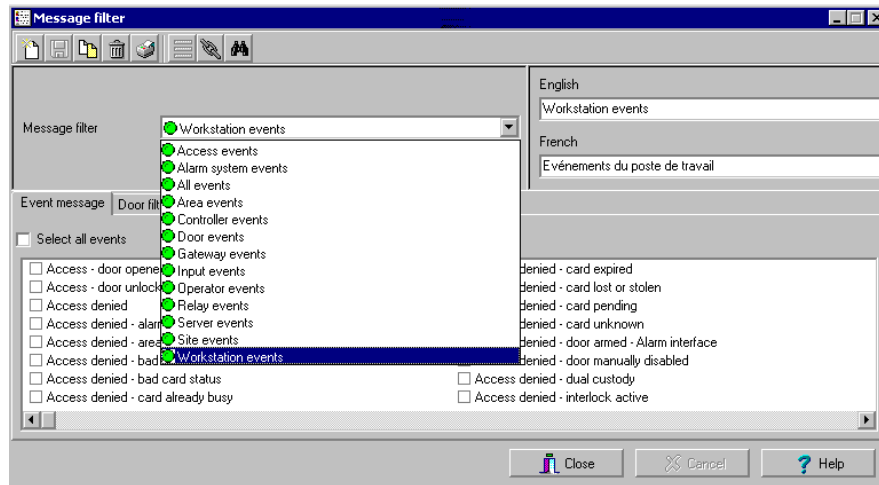 Message filter
English
Workstation events
Message filter
Workstation events
French
Evénements du poste de travail
Access events
Alarm system events
All events
Area events
Controller events
Door events
Gateway events
Input events
Operator events
Relay events
Server events
Site events
Workstation events
Event message
Door filt
Select all events
Access - door opene
Access - door unlock
Access denied
Access denied - alarm
Access denied - area
Access denied - bad
Access denied - bad card status
Access denied - card already busy
denied - card expired
denied - card lost or stolen
denied - card pending
denied - card unknown
denied - door armed - Alarm interface
denied - door manually disabled
Access denied - dual custody
Access denied - interlock active
Close
Cancel
Help